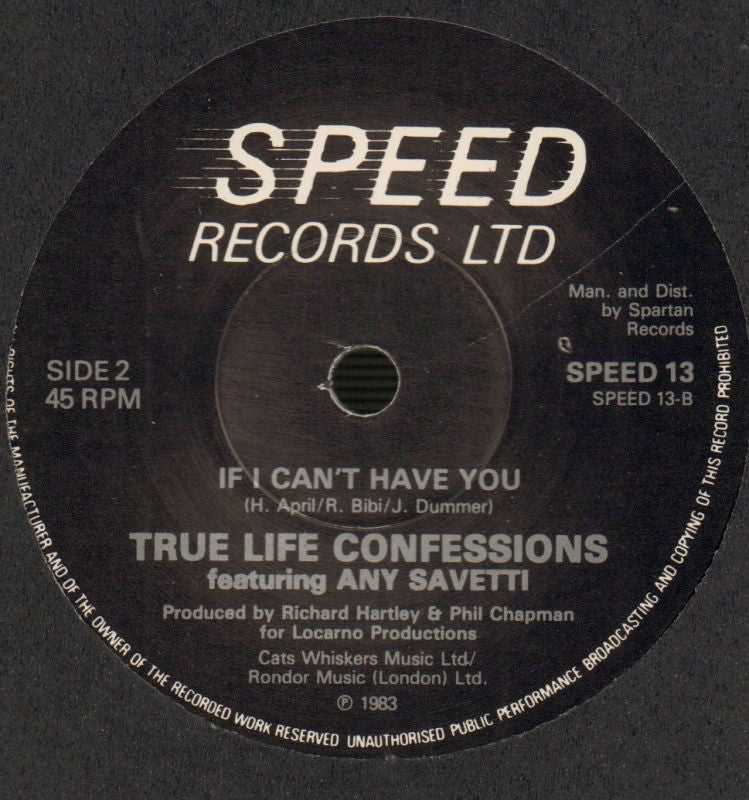 SPEED
RECORDS LTD
Man. and Dist.
by Spartan
Records
SIDE 2
45 RPM
SPEED 13
SPEED 13-B
IF I CAN'T HAVE YOU
(H. April/R. Bibi/J. Dummer)
TRUE LIFE CONFESSIONS
featuring ANY SAVETTI
Produced by Richard Hartley & Phil Chapman
for Locarno Productions
Cats Whiskers Music Ltd/
Rondor Music (London) Ltd.
℗ 1983
RIGHTS OF THE MANUFACTURER AND OF THE OWNER OF THE RECORDED WORK RESERVED UNAUTHORISED PUBLIC PERFORMANCE BROADCASTING AND COPYING OF THIS RECORD PROHIBITED